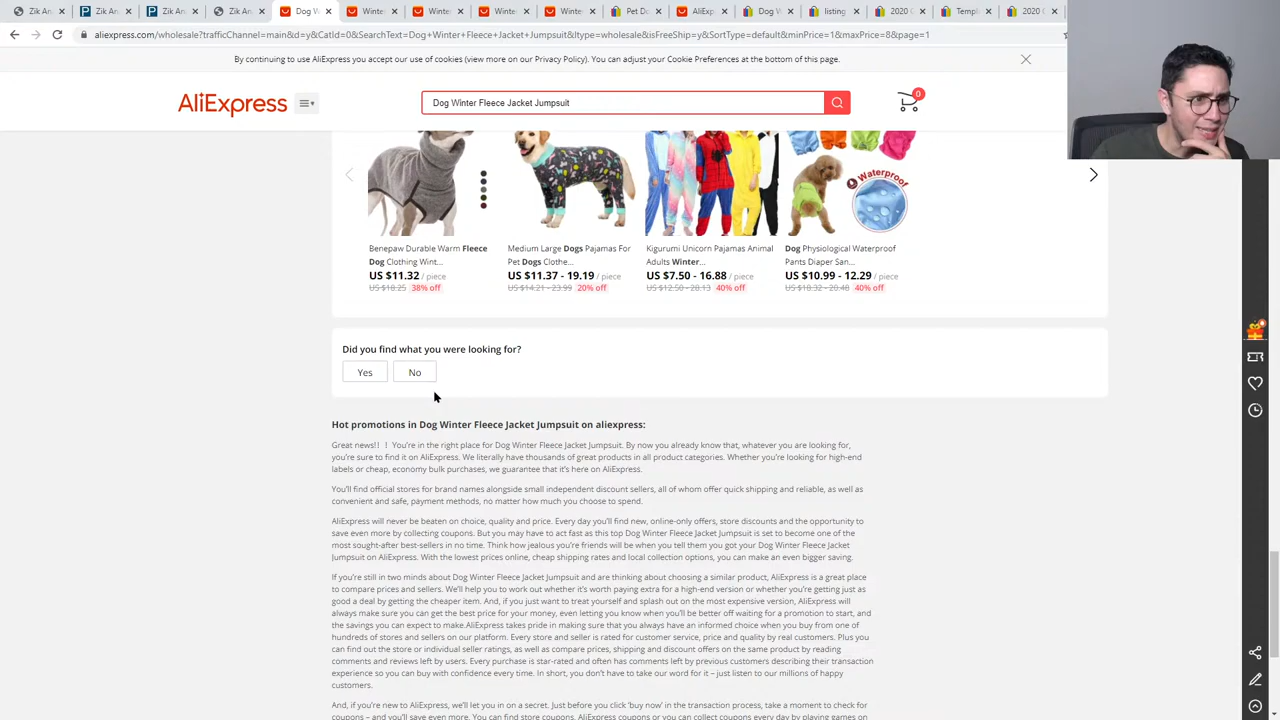 Zik An
Zik An
Zik An
Zik An
Dog W
Winter
Winter
Winter
Winter
Pet Do
AliExp
Dog W
listing
2020 C
Templ
2020 C
aliexpress.com/wholesale?trafficChannel=main&d=y&CatId=0&SearchText=Dog+Winter+Fleece+Jacket+Jumpsuit&ltype=wholesale&isFreeShip=y&SortType=default&minPrice=1&maxPrice=8&page=1
By continuing to use AliExpress you accept our use of cookies (view more on our Privacy Policy). You can adjust your Cookie Preferences at the bottom of this page.
AliExpress
Dog Winter Fleece Jacket Jumpsuit
0
Waterproof
Benepaw Durable Warm Fleece
Dog Clothing Wint...
US $11.32 / piece
US $18.25 38% off
Medium Large Dogs Pajamas For
Pet Dogs Clothe...
US $11.37 - 19.19 / piece
US $14.21 - 23.99 20% off
Kigurumi Unicorn Pajamas Animal
Adults Winter...
US $7.50 - 16.88 / piece
US $12.50 - 28.13 40% off
Dog Physiological Waterproof
Pants Diaper San...
US $10.99 - 12.29 / piece
US $18.32 - 20.48 40% off
Did you find what you were looking for?
Yes
No
Hot promotions in Dog Winter Fleece Jacket Jumpsuit on aliexpress:
Great news!! ! You're in the right place for Dog Winter Fleece Jacket Jumpsuit. By now you already know that, whatever you are looking for,
you're sure to find it on AliExpress. We literally have thousands of great products in all product categories. Whether you're looking for high-end
labels or cheap, economy bulk purchases, we guarantee that it's here on AliExpress.
You'll find official stores for brand names alongside small independent discount sellers, all of whom offer quick shipping and reliable, as well as
convenient and safe, payment methods, no matter how much you choose to spend.
AliExpress will never be beaten on choice, quality and price. Every day you'll find new, online-only offers, store discounts and the opportunity to
save even more by collecting coupons. But you may have to act fast as this top Dog Winter Fleece Jacket Jumpsuit is set to become one of the
most sought-after best-sellers in no time. Think how jealous you're friends will be when you tell them you got your Dog Winter Fleece Jacket
Jumpsuit on AliExpress. With the lowest prices online, cheap shipping rates and local collection options, you can make an even bigger saving.
If you're still in two minds about Dog Winter Fleece Jacket Jumpsuit and are thinking about choosing a similar product, AliExpress is a great place
to compare prices and sellers. We'll help you to work out whether it's worth paying extra for a high-end version or whether you're getting just as
good a deal by getting the cheaper item. And, if you just want to treat yourself and splash out on the most expensive version, AliExpress will
always make sure you can get the best price for your money, even letting you know when you'll be better off waiting for a promotion to start, and
the savings you can expect to make.AliExpress takes pride in making sure that you always have an informed choice when you buy from one of
hundreds of stores and sellers on our platform. Every store and seller is rated for customer service, price and quality by real customers. Plus you
can find out the store or individual seller ratings, as well as compare prices, shipping and discount offers on the same product by reading
comments and reviews left by users. Every purchase is star-rated and often has comments left by previous customers describing their transaction
experience so you can buy with confidence every time. In short, you don't have to take our word for it – just listen to our millions of happy
customers.
And, if you're new to AliExpress, we'll let you in on a secret. Just before you click 'buy now' in the transaction process, take a moment to check for
coupons – and you'll save even more. You can find store coupons, AliExpress coupons or you can collect coupons every day by playing games on